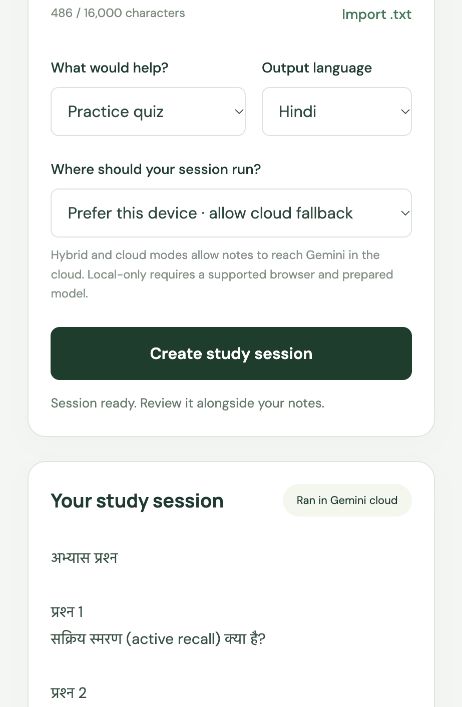 486 / 16,000 characters
Import .txt
What would help?
Output language
Practice quiz
Hindi
Where should your session run?
Prefer this device · allow cloud fallback
Hybrid and cloud modes allow notes to reach Gemini in the
cloud. Local-only requires a supported browser and prepared
model.
Create study session
Session ready. Review it alongside your notes.
Your study session
Ran in Gemini cloud
अभ्यास प्रश्न
प्रश्न 1
सक्रिय स्मरण (active recall) क्या है?
प्रश्न 2